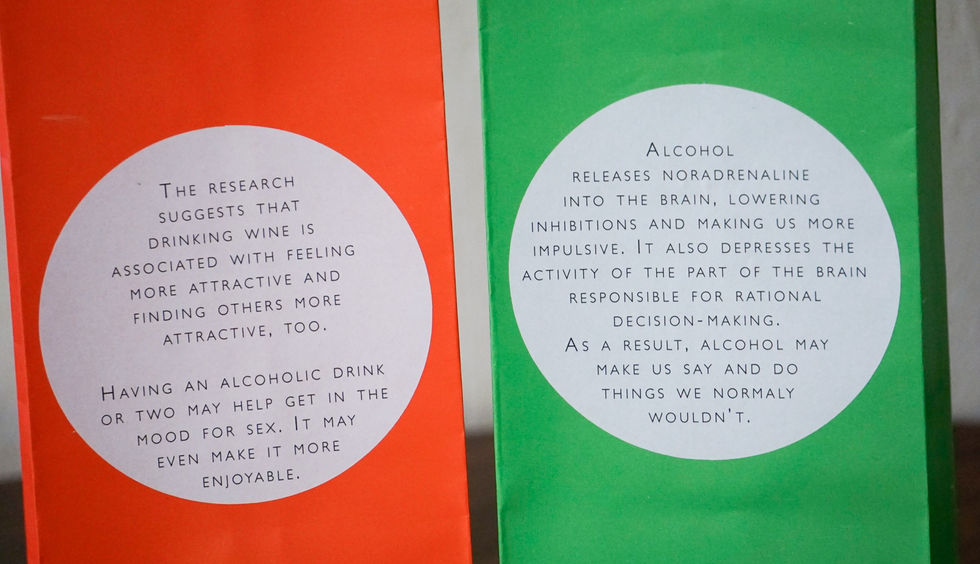 The research
suggests that
drinking wine is
associated with feeling
more attractive and
finding others more
attractive, too.
Having an alcoholic drink
or two may help get in the
mood for sex. It may
even make it more
enjoyable.
Alcohol
releases noradrenaline
into the brain, lowering
inhibitions and making us more
impulsive. It also depresses the
activity of the part of the brain
responsible for rational
decision-making.
As a result, alcohol may
make us say and do
things we normaly
wouldn't.